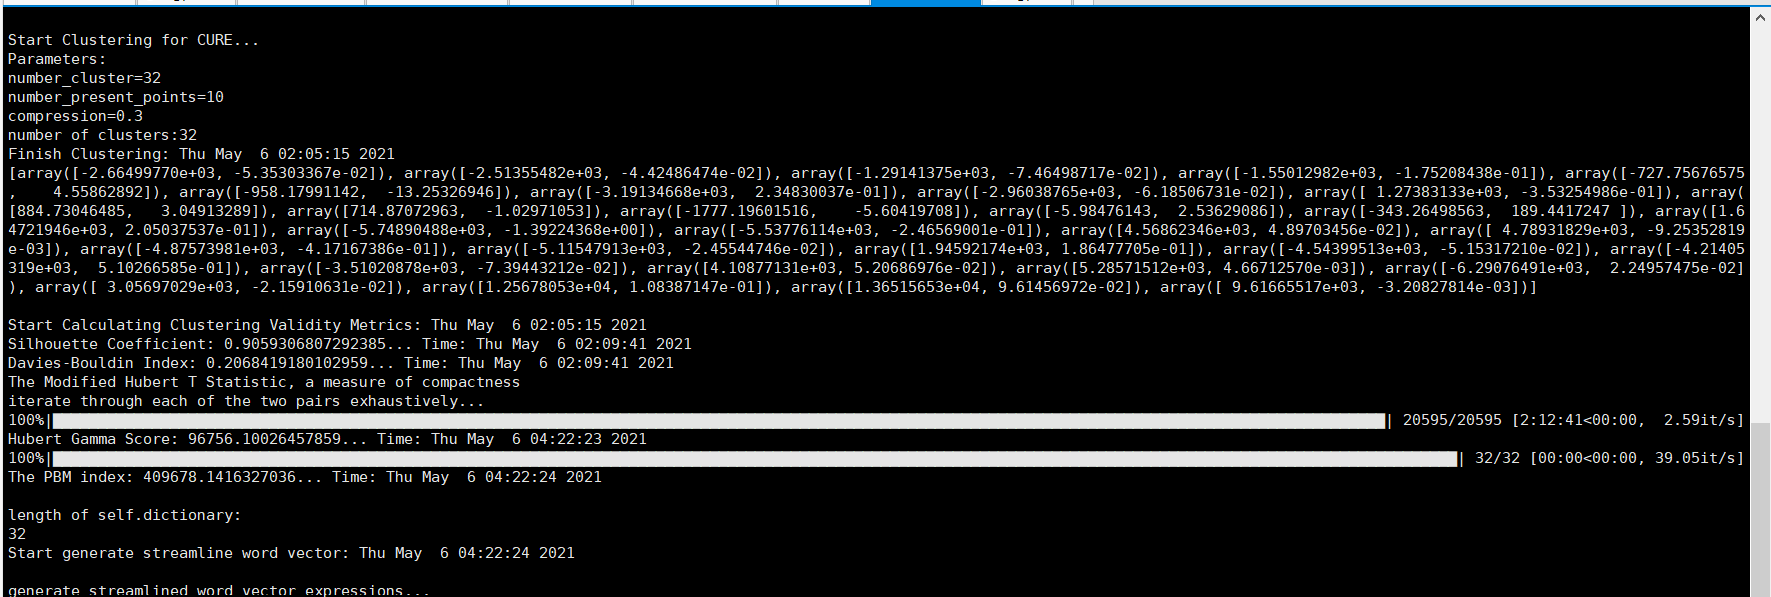 Start Clustering for CURE...
Parameters:
number_cluster=32
number_present_points=10
compression=0.3
number of clusters:32
Finish Clustering: Thu May  6 02:05:15 2021
[array([-2.66499770e+03, -5.35303367e-02]), array([-2.51355482e+03, -4.42486474e-02]), array([-1.29141375e+03, -7.46498717e-02]), array([-1.55012982e+03, -1.75208438e-01]), array([-727.75676575
,    4.55862892]), array([-958.17991142,  -13.25326946]), array([-3.19134668e+03,  2.34830037e-01]), array([-2.96038765e+03, -6.18506731e-02]), array([ 1.27383133e+03, -3.53254986e-01]), array(
[884.73046485,   3.04913289]), array([714.87072963,  -1.02971053]), array([-1777.19601516,    -5.60419708]), array([-5.98476143,  2.53629086]), array([-343.26498563,  189.4417247 ]), array([1.6
4721946e+03, 2.05037537e-01]), array([-5.74890488e+03, -1.39224368e+00]), array([-5.53776114e+03, -2.46569001e-01]), array([4.56862346e+03, 4.89703456e-02]), array([ 4.78931829e+03, -9.25352819
e-03]), array([-4.87573981e+03, -4.17167386e-01]), array([-5.11547913e+03, -2.45544746e-02]), array([1.94592174e+03, 1.86477705e-01]), array([-4.54399513e+03, -5.15317210e-02]), array([-4.21405
319e+03,  5.10266585e-01]), array([-3.51020878e+03, -7.39443212e-02]), array([4.10877131e+03, 5.20686976e-02]), array([5.28571512e+03, 4.66712570e-03]), array([-6.29076491e+03,  2.24957475e-02]
), array([ 3.05697029e+03, -2.15910631e-02]), array([1.25678053e+04, 1.08387147e-01]), array([1.36515653e+04, 9.61456972e-02]), array([ 9.61665517e+03, -3.20827814e-03])]
Start Calculating Clustering Validity Metrics: Thu May  6 02:05:15 2021
Silhouette Coefficient: 0.9059306807292385... Time: Thu May  6 02:09:41 2021
Davies-Bouldin Index: 0.2068419180102959... Time: Thu May  6 02:09:41 2021
The Modified Hubert T Statistic, a measure of compactness
iterate through each of the two pairs exhaustively...
100%| | 20595/20595 [2:12:41<00:00,  2.59it/s]
Hubert Gamma Score: 96756.10026457859... Time: Thu May  6 04:22:23 2021
100%| | 32/32 [00:00<00:00, 39.05it/s]
The PBM index: 409678.1416327036... Time: Thu May  6 04:22:24 2021
length of self.dictionary:
32
Start generate streamline word vector: Thu May  6 04:22:24 2021
generate streamlined word vector expressions...